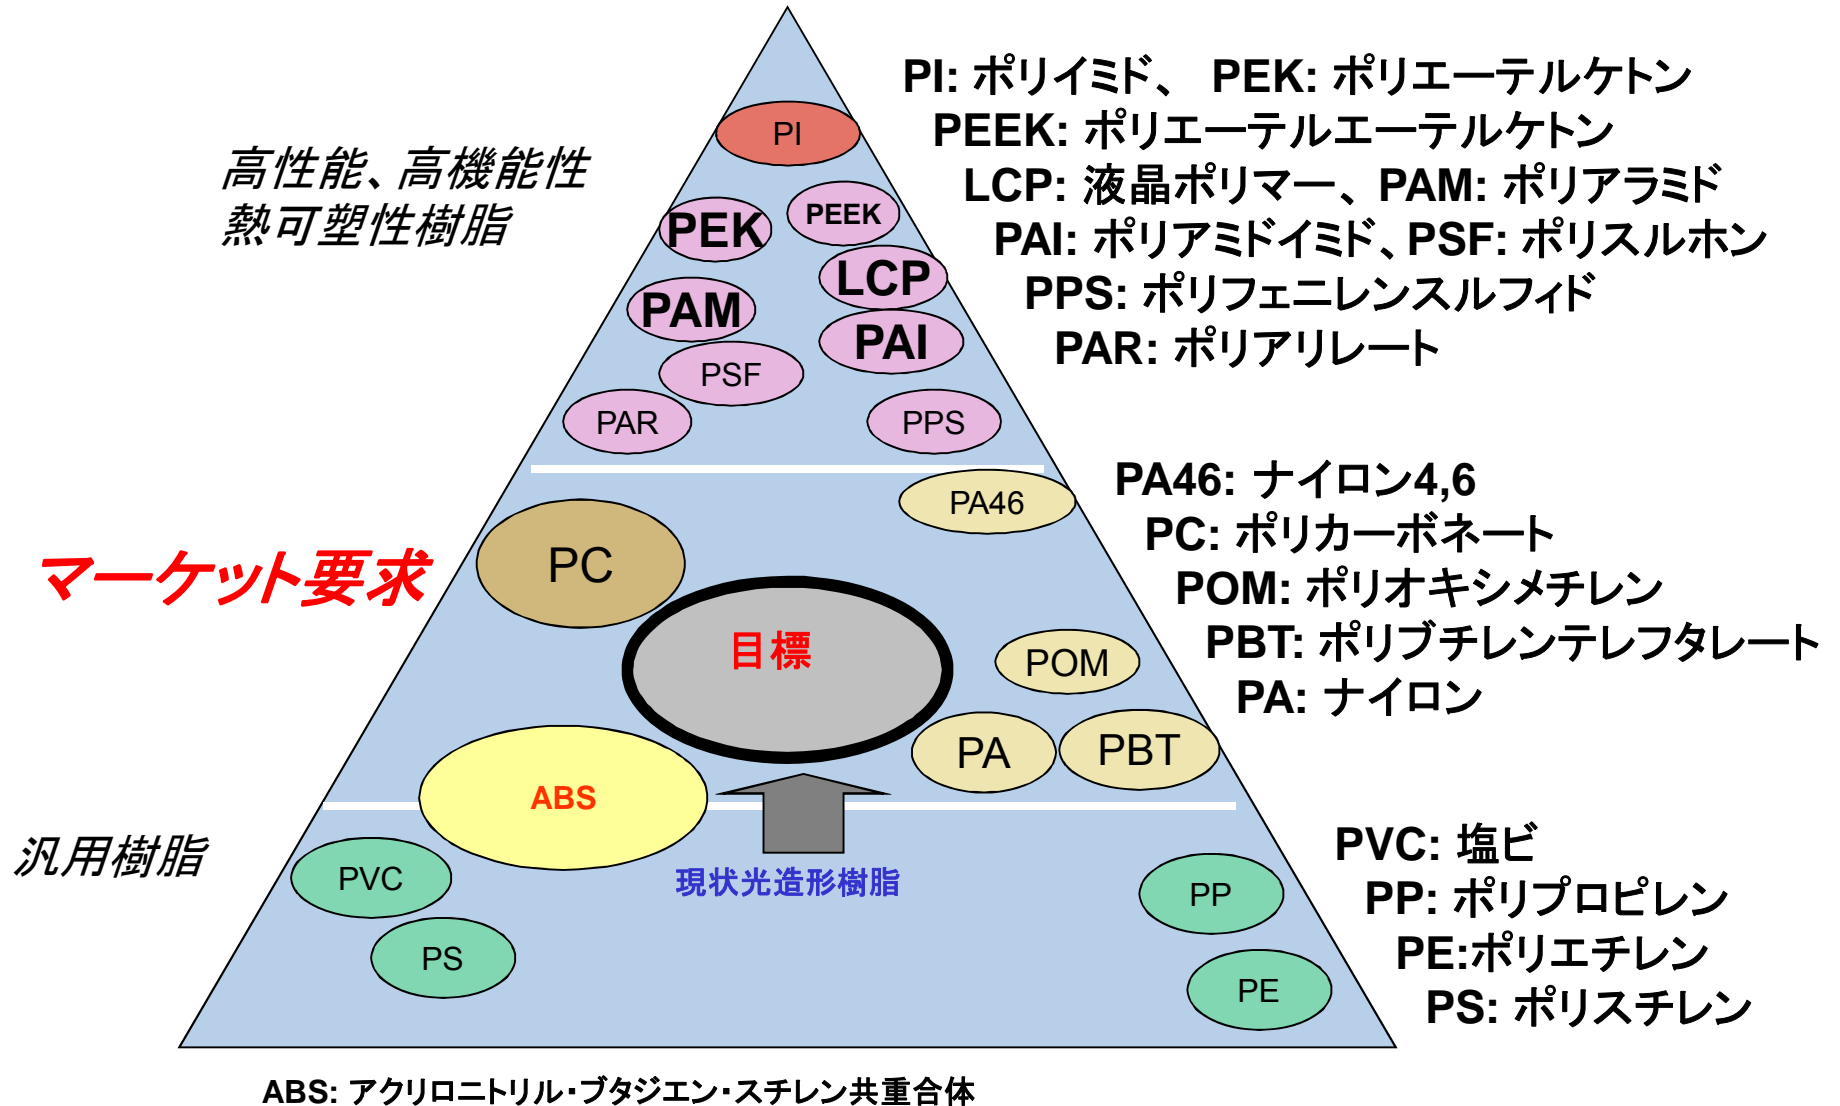 PI: ポリイミド、 PEK: ポリエーテルケトン
PEEK: ポリエーテルエーテルケトン
LCP: 液晶ポリマー、PAM: ポリアラミド
PAI: ポリアミドイミド、PSF: ポリスルホン
PPS: ポリフェニレンスルフィド
PAR: ポリアリレート
高性能、高機能性
熱可塑性樹脂
PI
PEK
PEEK
LCP
PAM
PAI
PSF
PAR
PPS
マーケット要求
PA46
PC
目標
POM
PA
PBT
ABS
PA46: ナイロン4,6
PC: ポリカーボネート
POM: ポリオキシメチレン
PBT: ポリブチレンテレフタレート
PA: ナイロン
汎用樹脂
PVC
現状光造形樹脂
PP
PS
PE
PVC: 塩ビ
PP: ポリプロピレン
PE:ポリエチレン
PS: ポリスチレン
ABS: アクリロニトリル・ブタジエン・スチレン共重合体